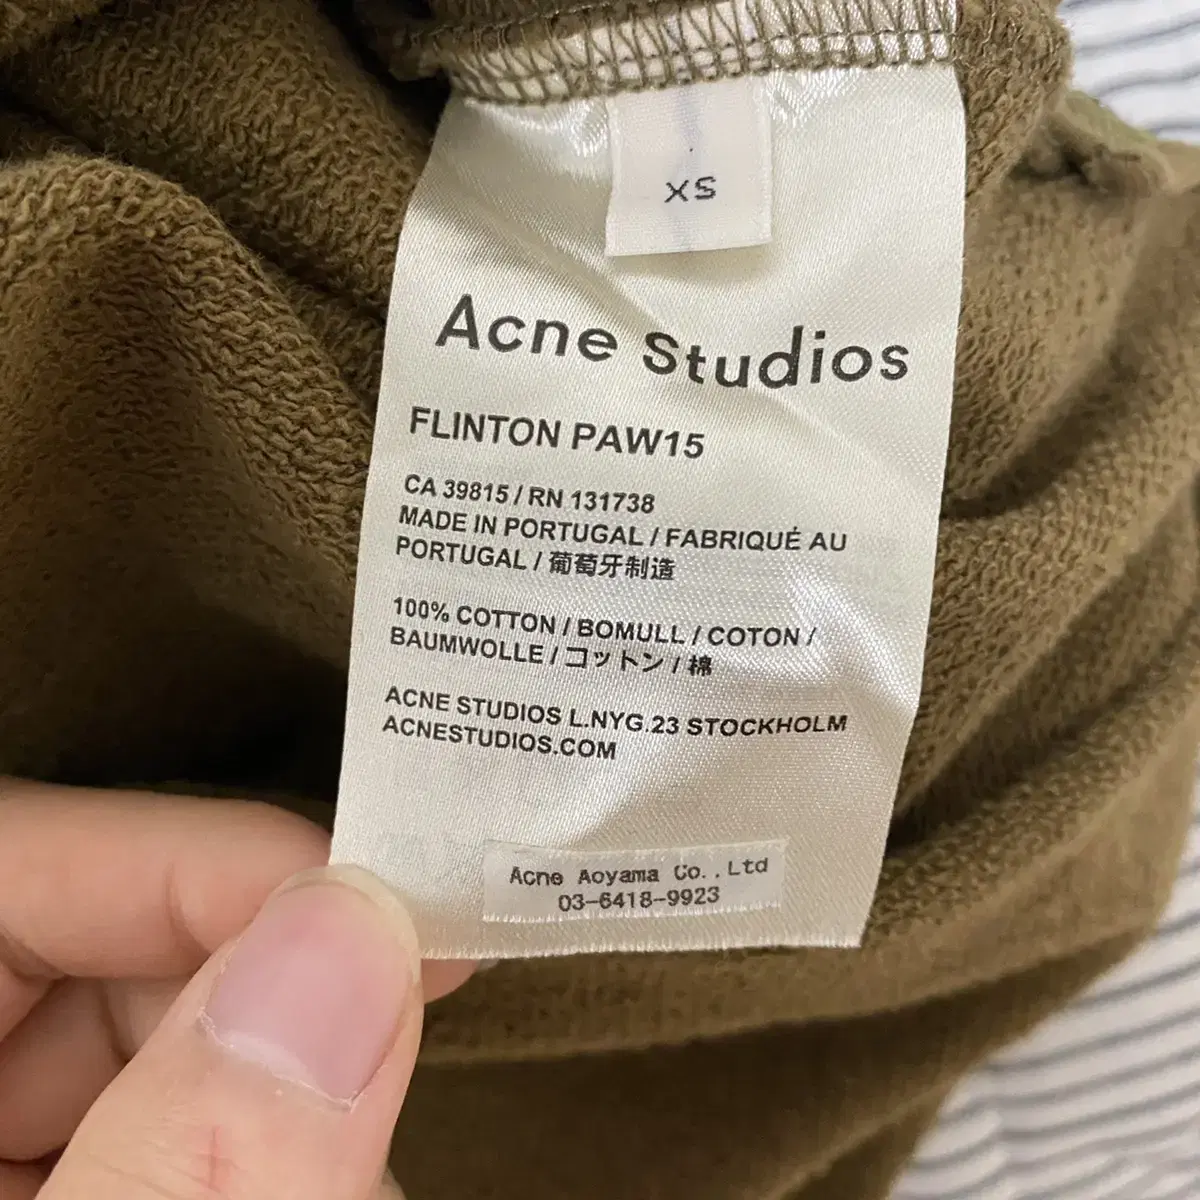 XS
Acne Studios
FLINTON PAW15
CA 39815 / RN 131738
MADE IN PORTUGAL / FABRIQUÉ AU
PORTUGAL / 葡萄牙制造
100% COTTON / BOMULL / COTON /
BAUMWOLLE / コットン / 棉
ACNE STUDIOS L.NYG.23 STOCKHOLM
ACNESTUDIOS.COM
Acne Aoyama Co.,Ltd
03-6418-9923